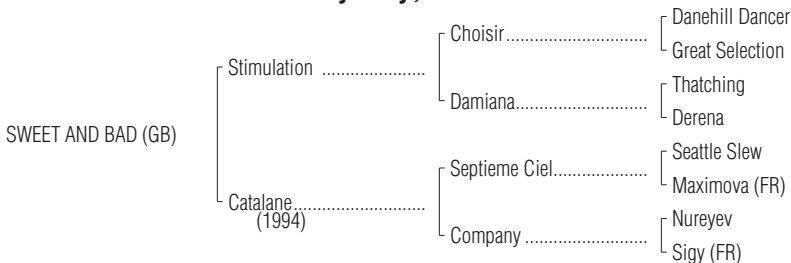 Danehill Dancer
Choisir
Great Selection
Stimulation
Thatching
Damiana
Derena
SWEET AND BAD (GB)
Seattle Slew
Septieme Ciel
Maximova (FR)
Catalane
(1994)
Nureyev
Company
Sigy (FR)